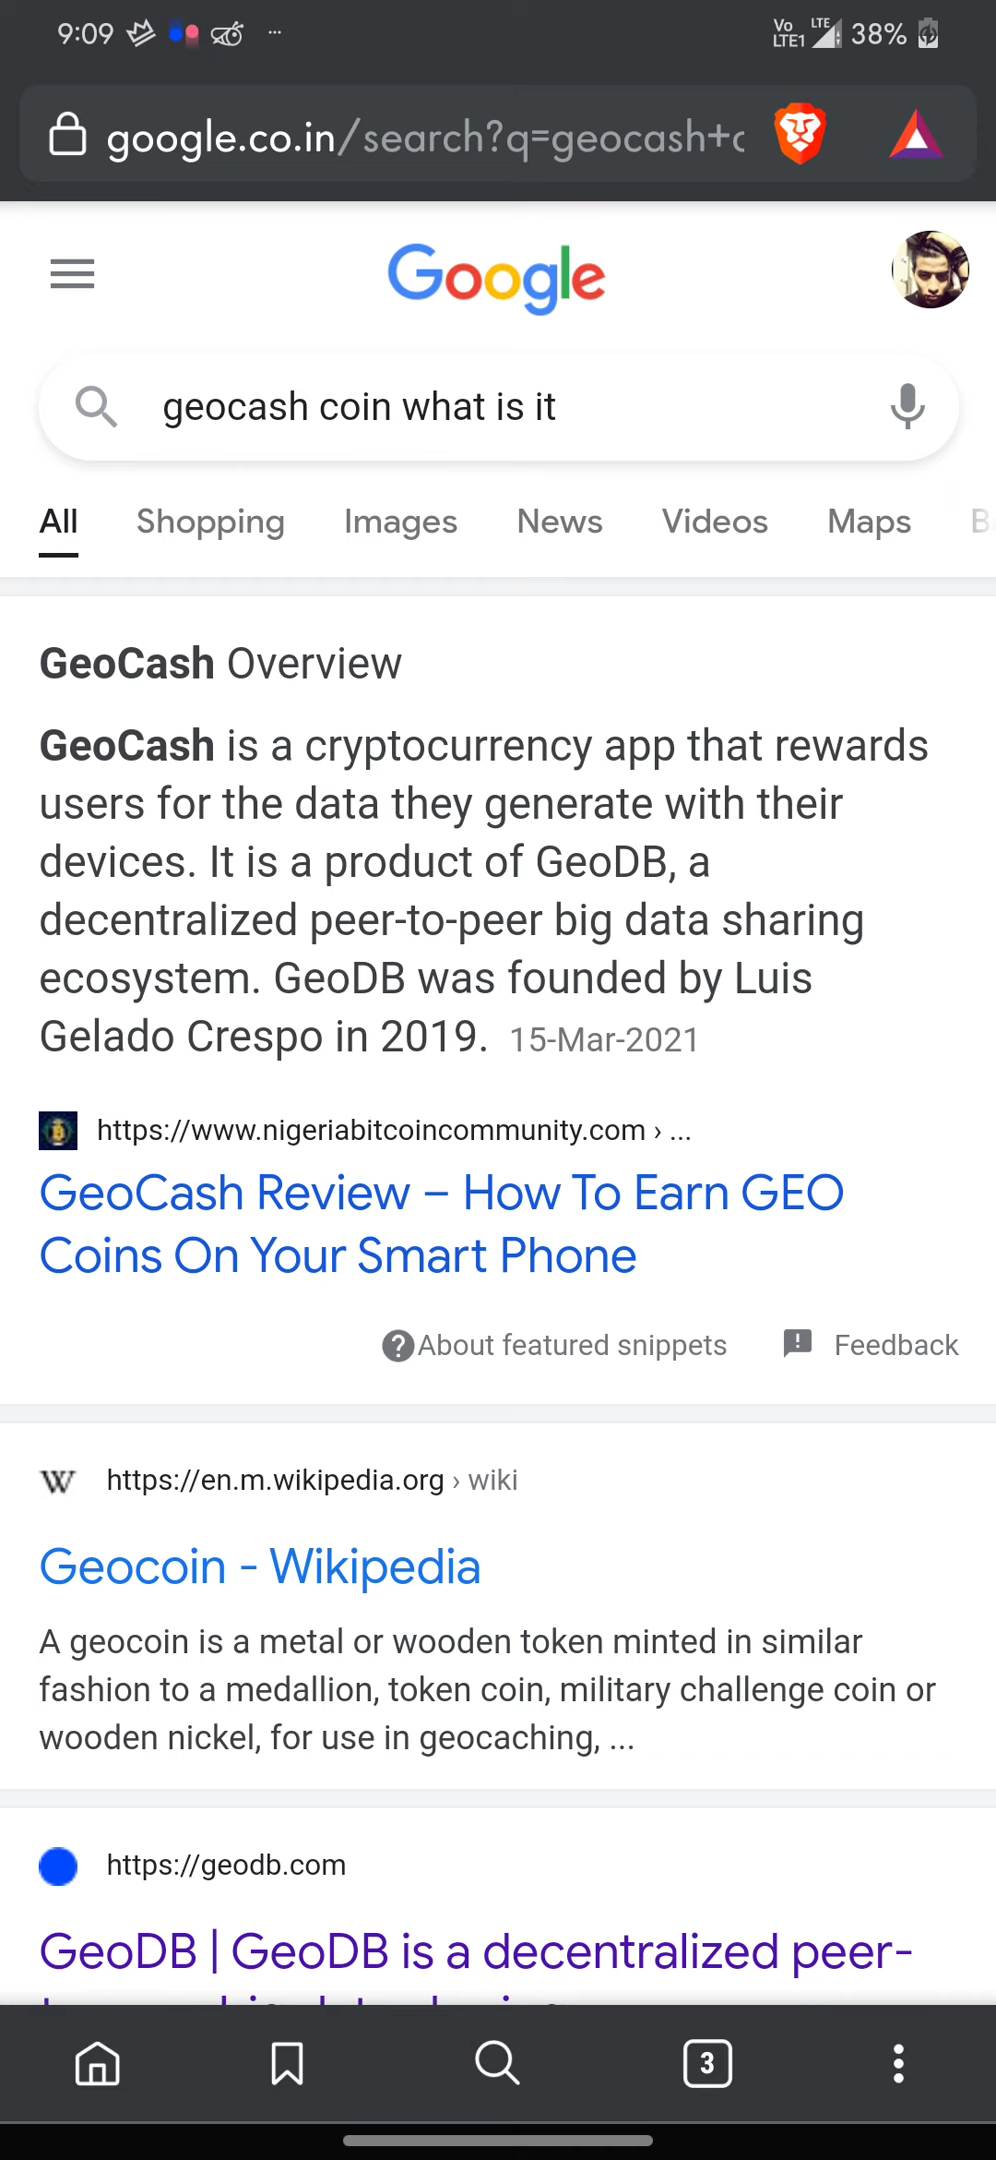 9:09 ... Vo LTE1 LTE 38%
google.co.in/search?q=geocash+c
Google
geocash coin what is it
All Shopping Images News Videos Maps B
GeoCash Overview
GeoCash is a cryptocurrency app that rewards
users for the data they generate with their
devices. It is a product of GeoDB, a
decentralized peer-to-peer big data sharing
ecosystem. GeoDB was founded by Luis
Gelado Crespo in 2019. 15-Mar-2021
https://www.nigeriabitcoincommunity.com › ...
GeoCash Review – How To Earn GEO
Coins On Your Smart Phone
About featured snippets Feedback
W https://en.m.wikipedia.org › wiki
Geocoin - Wikipedia
A geocoin is a metal or wooden token minted in similar
fashion to a medallion, token coin, military challenge coin or
wooden nickel, for use in geocaching, ...
https://geodb.com
GeoDB | GeoDB is a decentralized peer-
3